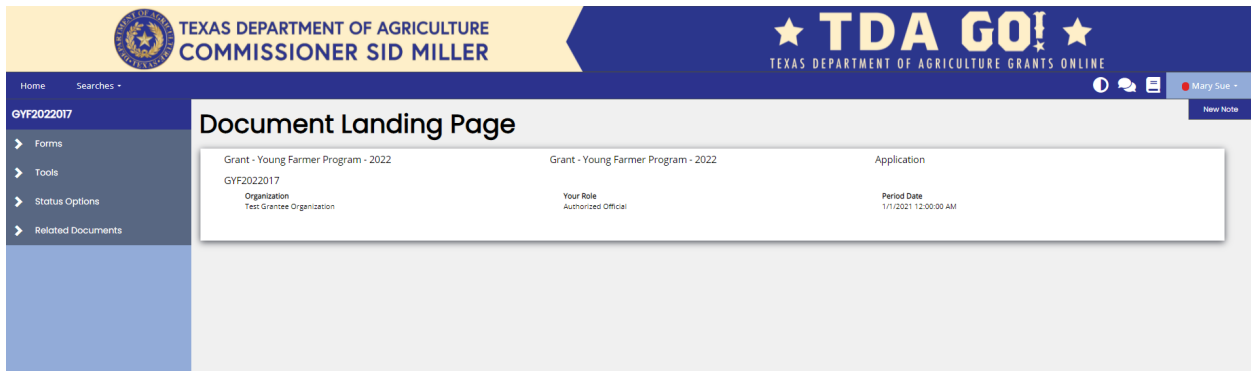 TEXAS DEPARTMENT OF AGRICULTURE
COMMISSIONER SID MILLER
TDA GO!
TEXAS DEPARTMENT OF AGRICULTURE GRANTS ONLINE
Home Searches
Mary Sue
New Note
GYF2022017
Forms
Tools
Status Options
Related Documents
Document Landing Page
Grant - Young Farmer Program - 2022 Grant - Young Farmer Program - 2022 Application
GYF2022017
Organization Your Role Period Date
Test Grantee Organization Authorized Official 1/1/2021 12:00:00 AM